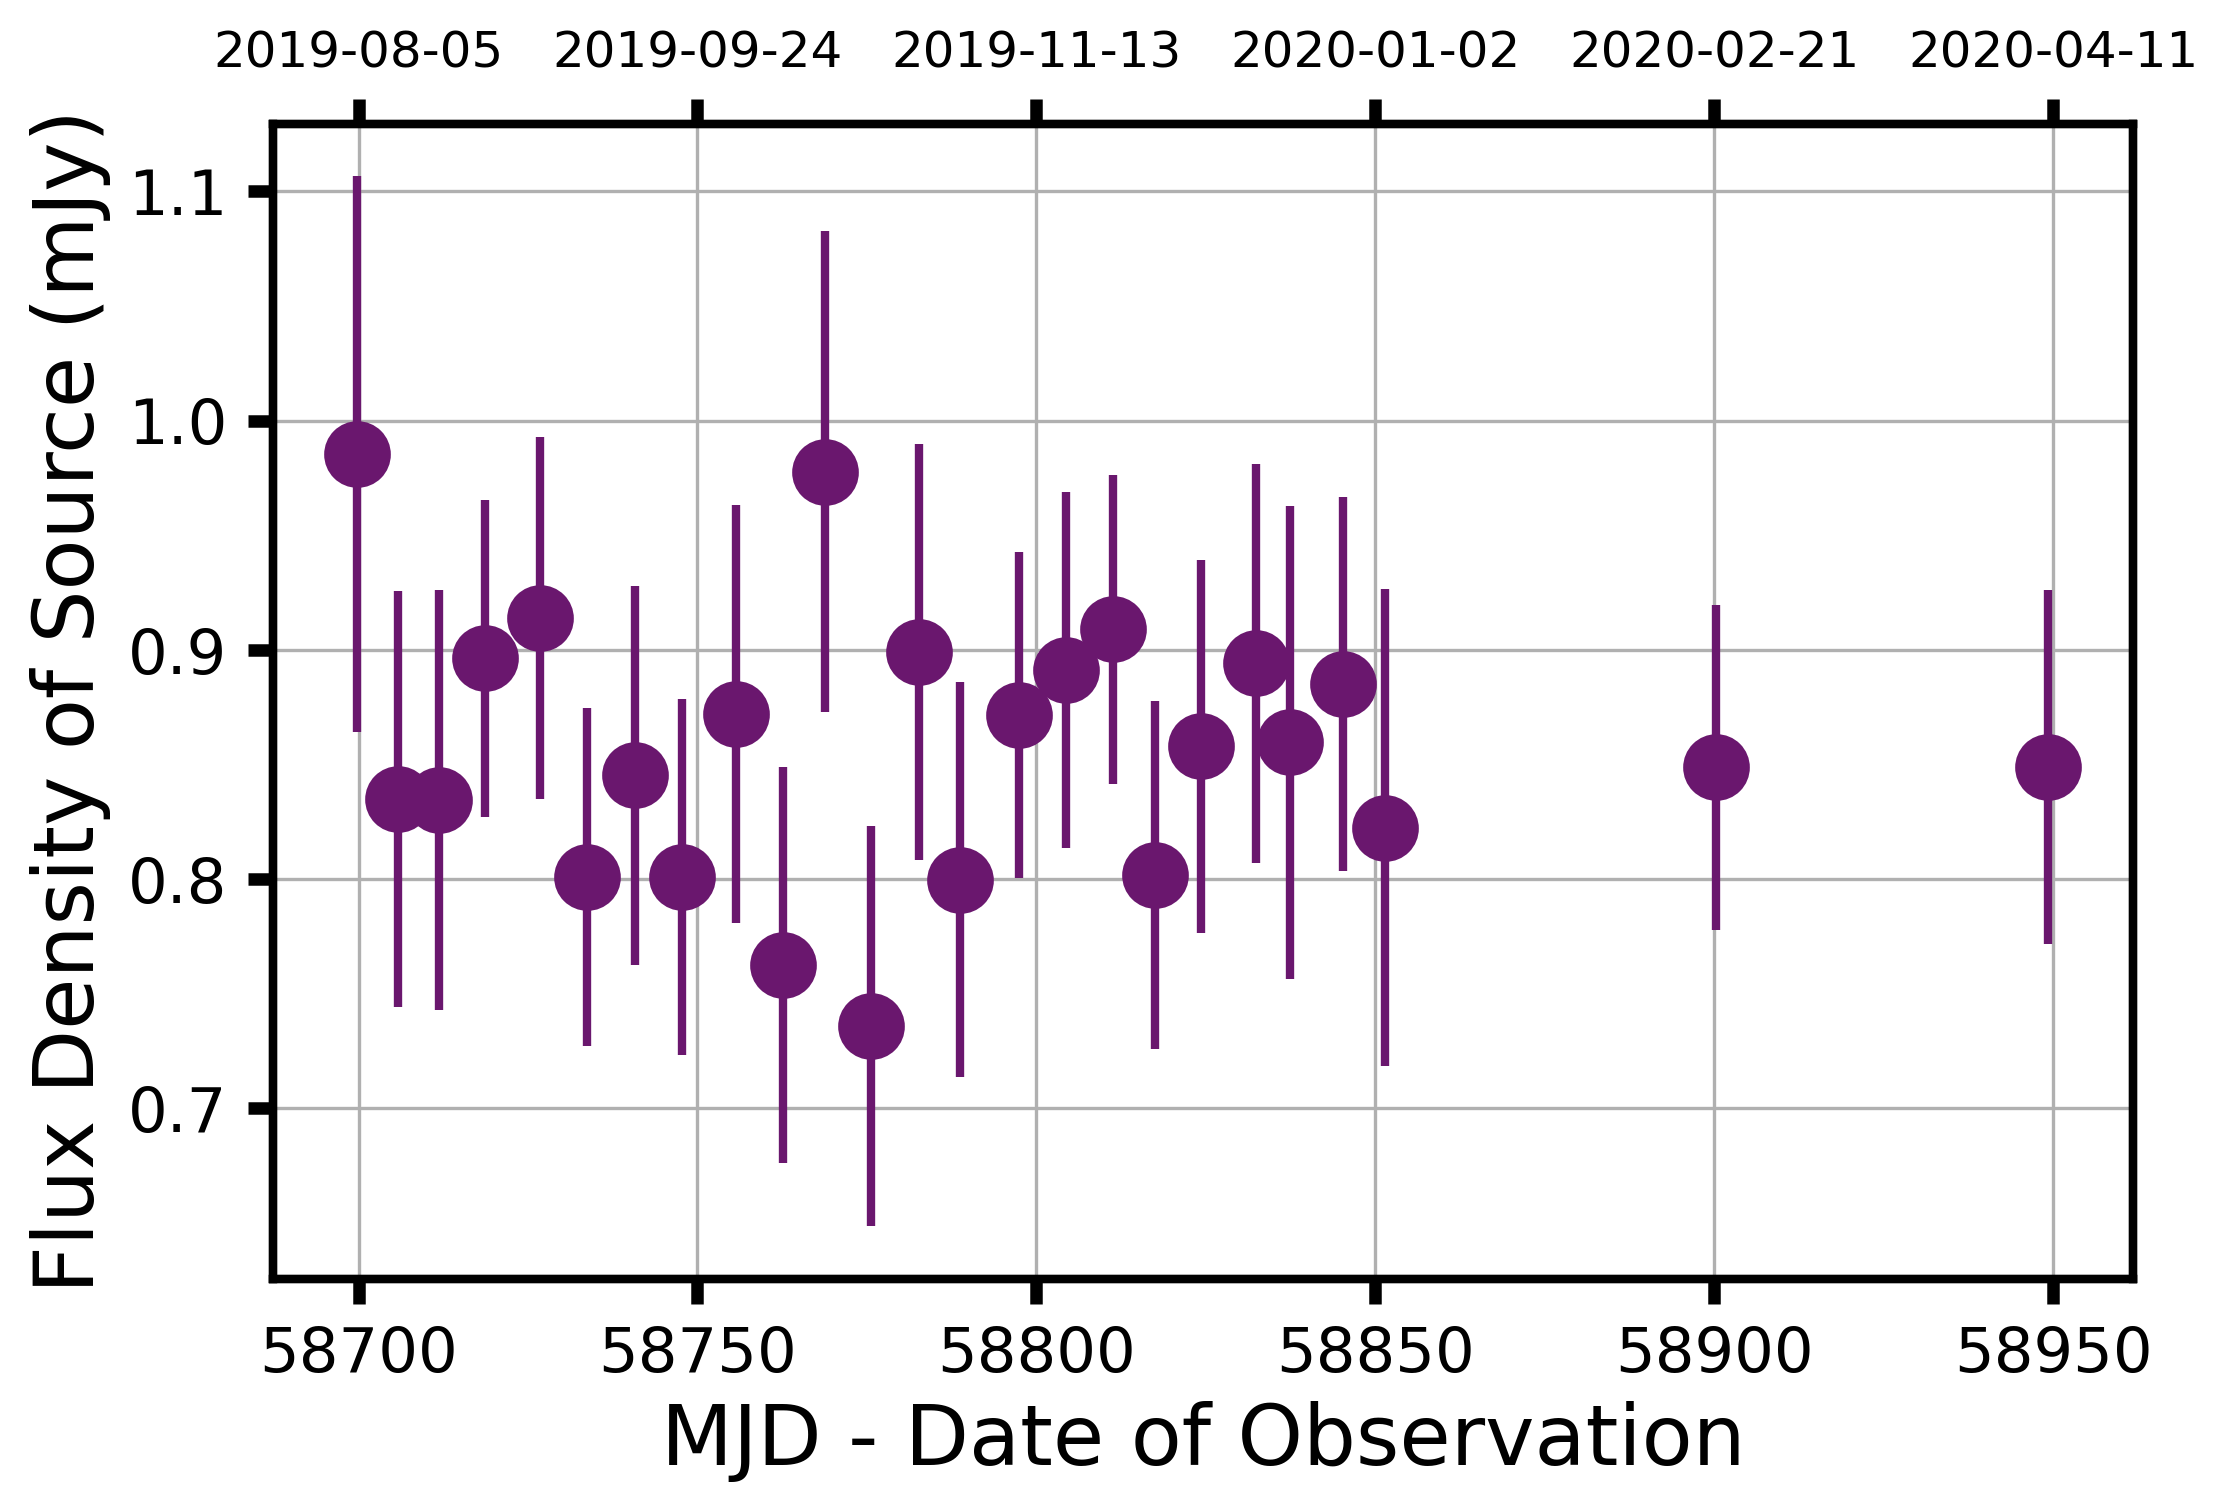 2019-08-05 2019-09-24 2019-11-13 2020-01-02 2020-02-21 2020-04-11
Flux Density of Source (mJy)
1.1
1.0
0.9
0.8
0.7
58700 58750 58800 58850 58900 58950
MJD - Date of Observation